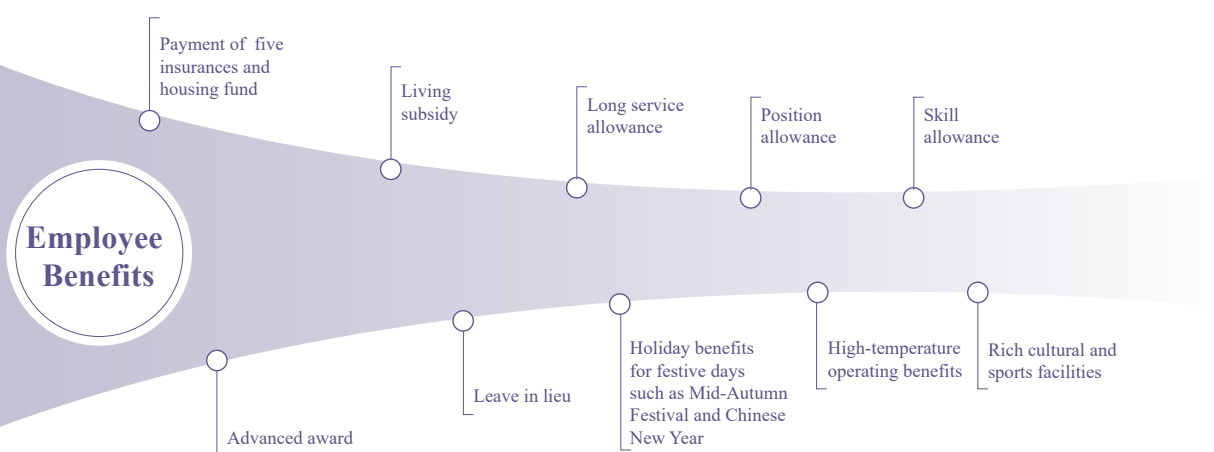 Employee
Benefits
Payment of five
insurances and
housing fund
Living
subsidy
Long service
allowance
Position
allowance
Skill
allowance
Advanced award
Leave in lieu
Holiday benefits
for festive days
such as Mid-Autumn
Festival and Chinese
New Year
High-temperature
operating benefits
Rich cultural and
sports facilities